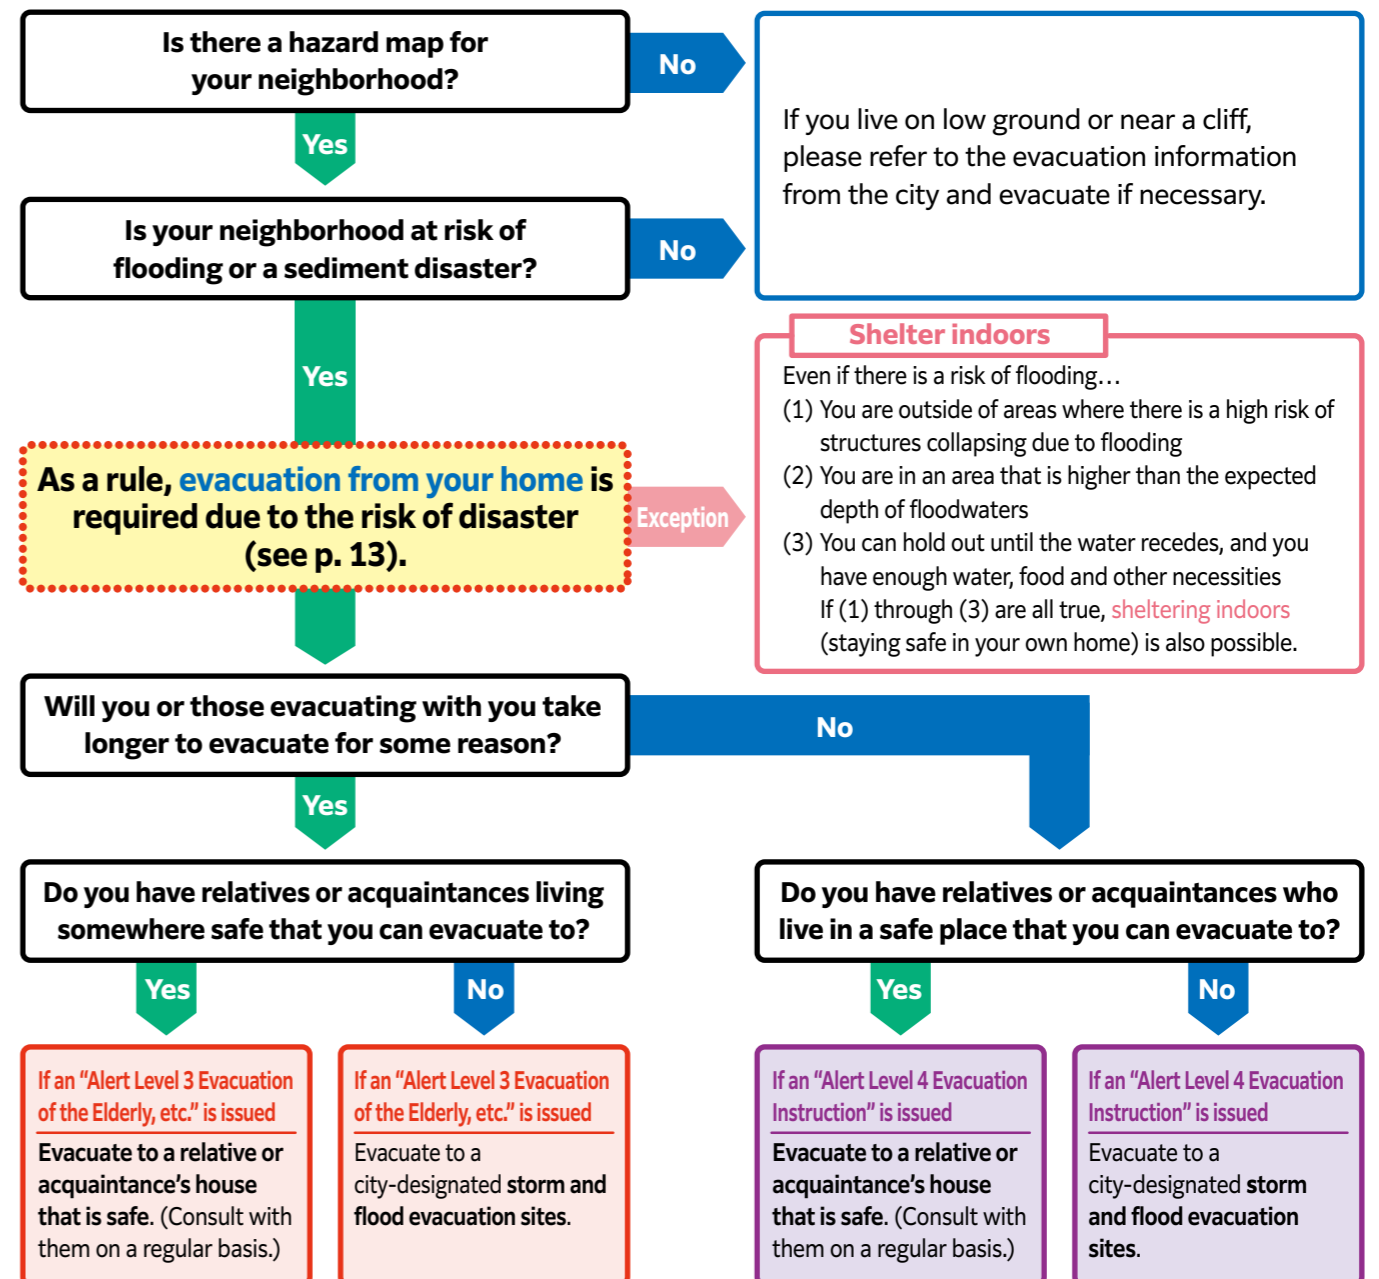 Is there a hazard map for
your neighborhood?
No
Yes
If you live on low ground or near a cliff,
please refer to the evacuation information
from the city and evacuate if necessary.
Is your neighborhood at risk of
flooding or a sediment disaster?
No
Yes
Shelter indoors
Even if there is a risk of flooding…
(1) You are outside of areas where there is a high risk of
structures collapsing due to flooding
(2) You are in an area that is higher than the expected
depth of floodwaters
(3) You can hold out until the water recedes, and you
have enough water, food and other necessities
If (1) through (3) are all true, sheltering indoors
(staying safe in your own home) is also possible.
As a rule, evacuation from your home is
required due to the risk of disaster
(see p. 13).
Exception
Will you or those evacuating with you take
longer to evacuate for some reason?
No
Yes
Do you have relatives or acquaintances living
somewhere safe that you can evacuate to?
Yes
No
Do you have relatives or acquaintances who
live in a safe place that you can evacuate to?
Yes
No
If an “Alert Level 3 Evacuation
of the Elderly, etc.” is issued
Evacuate to a relative or
acquaintance’s house
that is safe. (Consult with
them on a regular basis.)
If an “Alert Level 3 Evacuation
of the Elderly, etc.” is issued
Evacuate to a
city-designated storm and
flood evacuation sites.
If an “Alert Level 4 Evacuation
Instruction” is issued
Evacuate to a relative or
acquaintance’s house
that is safe. (Consult with
them on a regular basis.)
If an “Alert Level 4 Evacuation
Instruction” is issued
Evacuate to a
city-designated storm
and flood evacuation
sites.